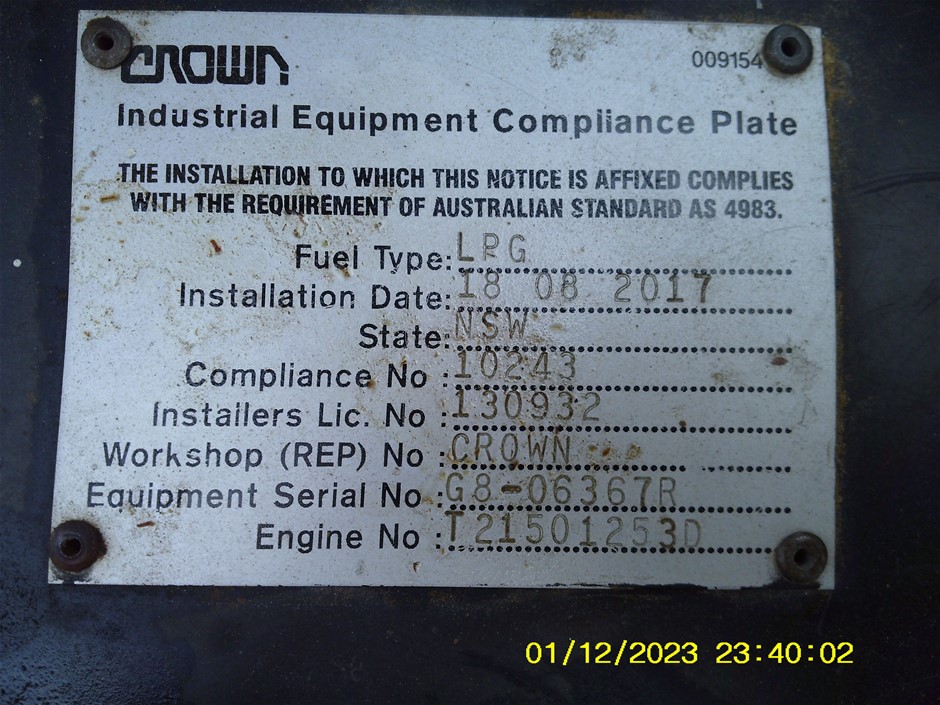 CROWN
009154
Industrial Equipment Compliance Plate
THE INSTALLATION TO WHICH THIS NOTICE IS AFFIXED COMPLIES
WITH THE REQUIREMENT OF AUSTRALIAN STANDARD AS 4983.
Fuel Type: LPG
Installation Date: 18 08 2017
State: NSW
Compliance No : 10243
Installers Lic. No : 130932
Workshop (REP) No : CROWN
Equipment Serial No : G8-06367R
Engine No : T21501253D
01/12/2023 23:40:02